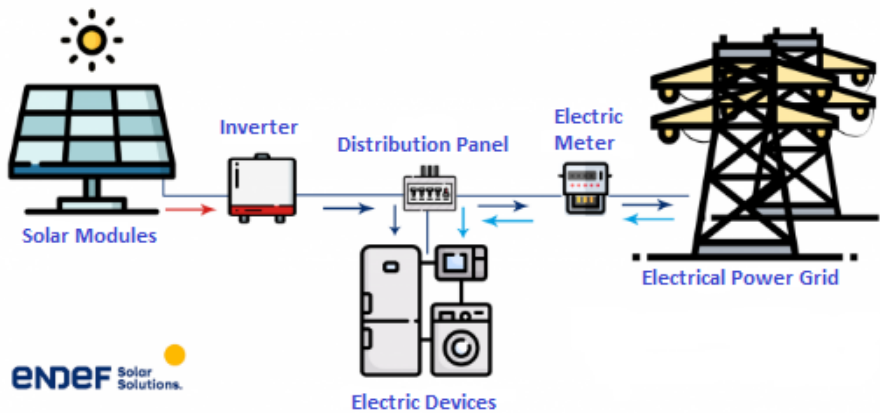 Inverter
Distribution Panel
Electric
Meter
Solar Modules
Electrical Power Grid
Electric Devices
ENDEF Solar
Solutions.